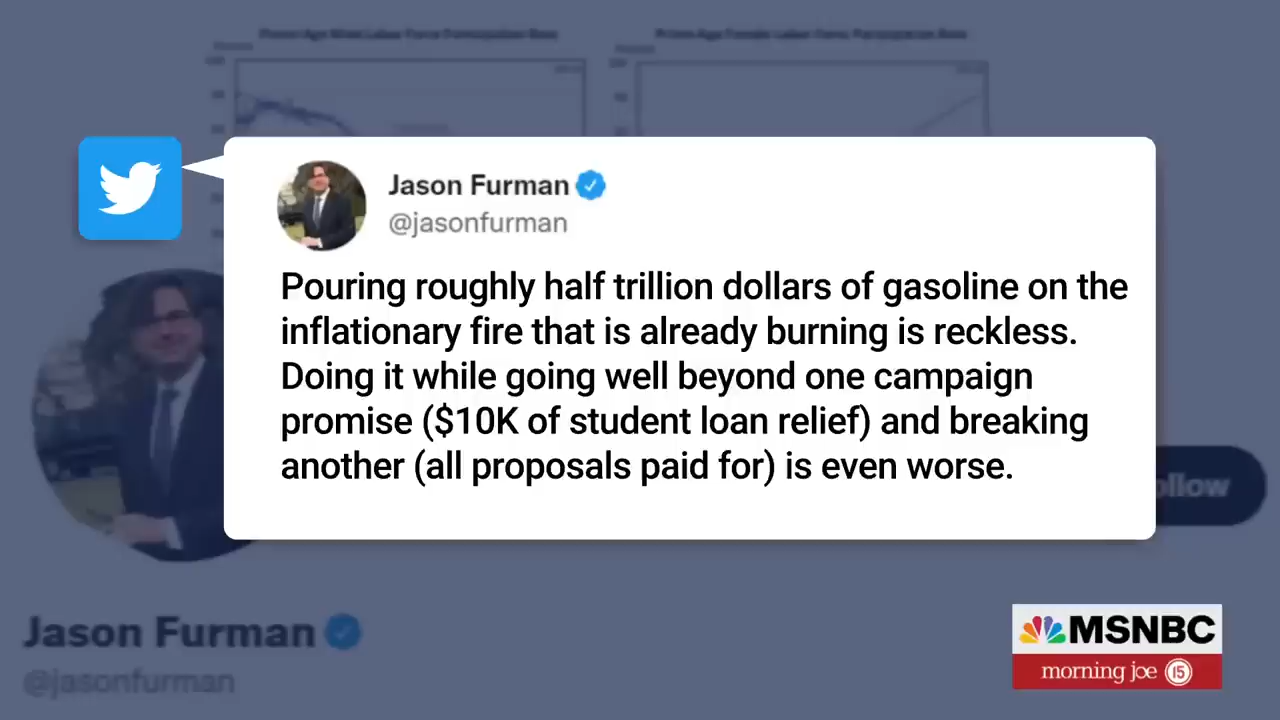 Jason Furman
@jasonfurman
Pouring roughly half trillion dollars of gasoline on the
inflationary fire that is already burning is reckless.
Doing it while going well beyond one campaign
promise ($10K of student loan relief) and breaking
another (all proposals paid for) is even worse.
ollow
Jason Furman
@jasonfurman
MSNBC
morning joe 15